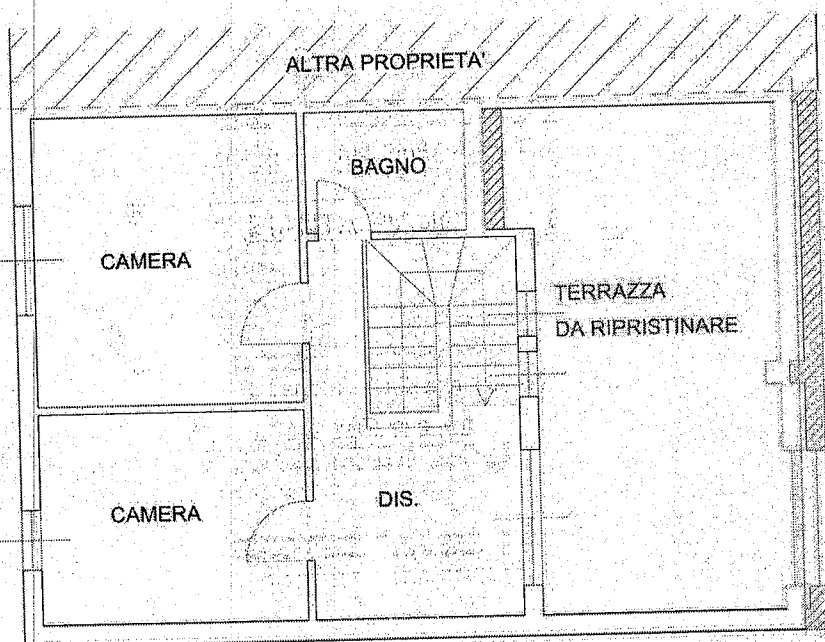 ALTRA PROPRIETA'
BAGNO
CAMERA
TERRAZZA
DA RIPRISTINARE
CAMERA
DIS.